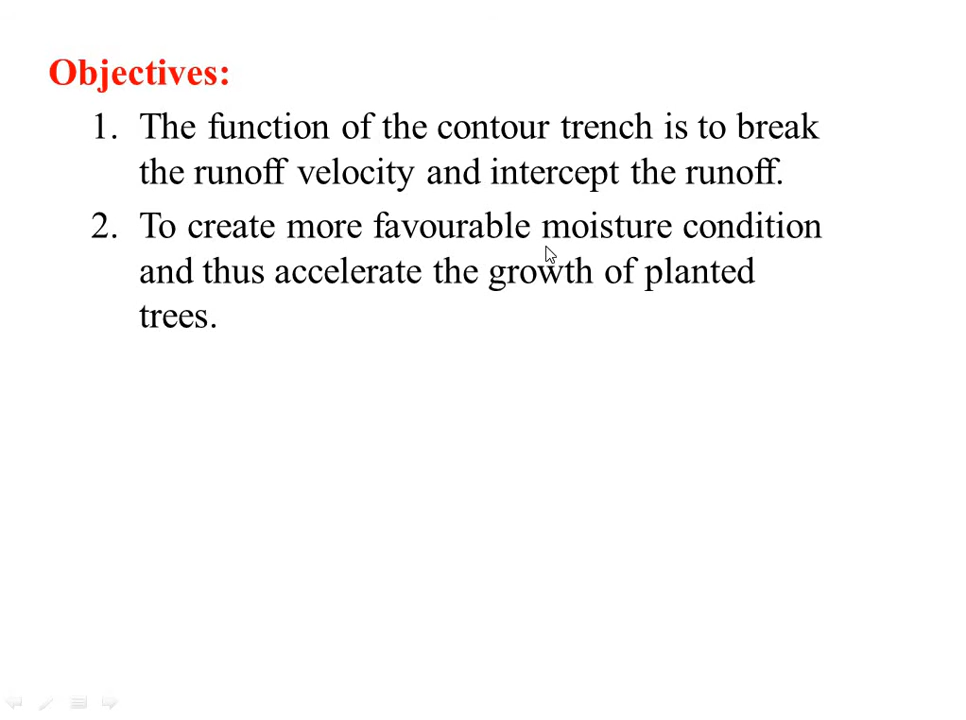 Objectives:
1. The function of the contour trench is to break
the runoff velocity and intercept the runoff.
2. To create more favourable moisture condition
and thus accelerate the growth of planted
trees.